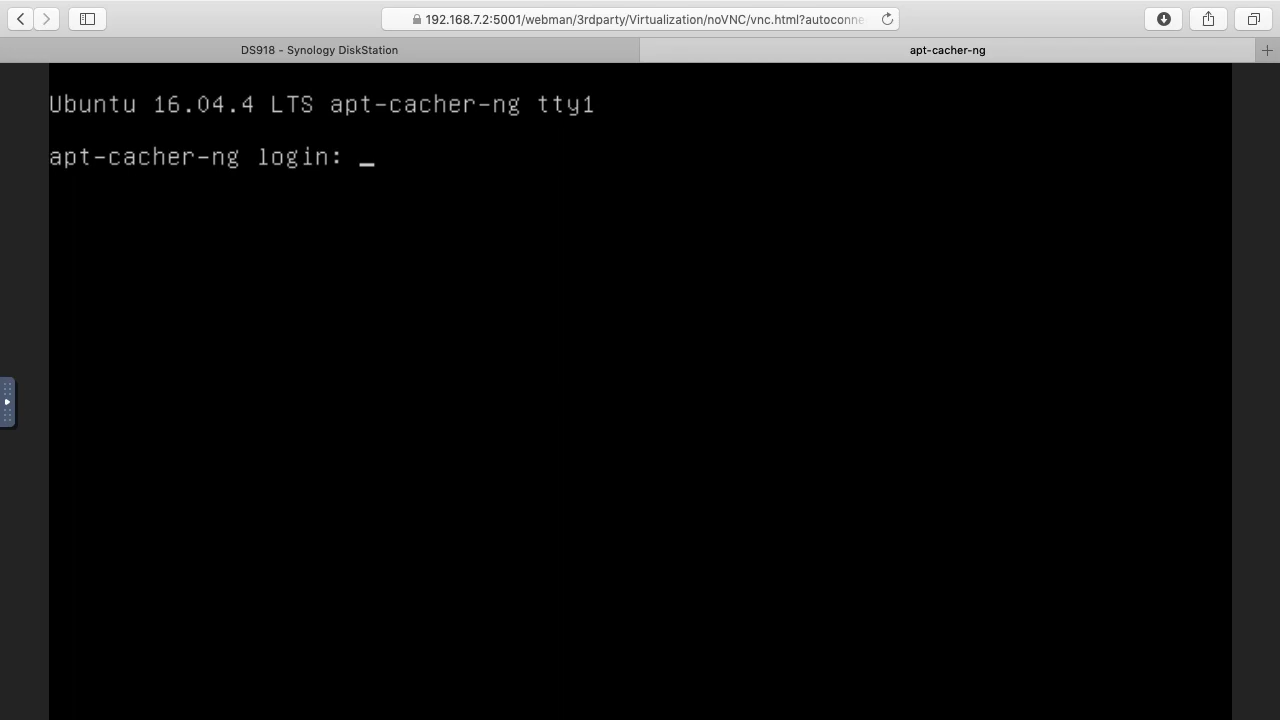 192.168.7.2:5001/webman/3rdparty/Virtualization/noVNC/vnc.html?autoconne
DS918 - Synology DiskStation
apt-cacher-ng
Ubuntu 16.04.4 LTS apt-cacher-ng tty1
apt-cacher-ng login: _